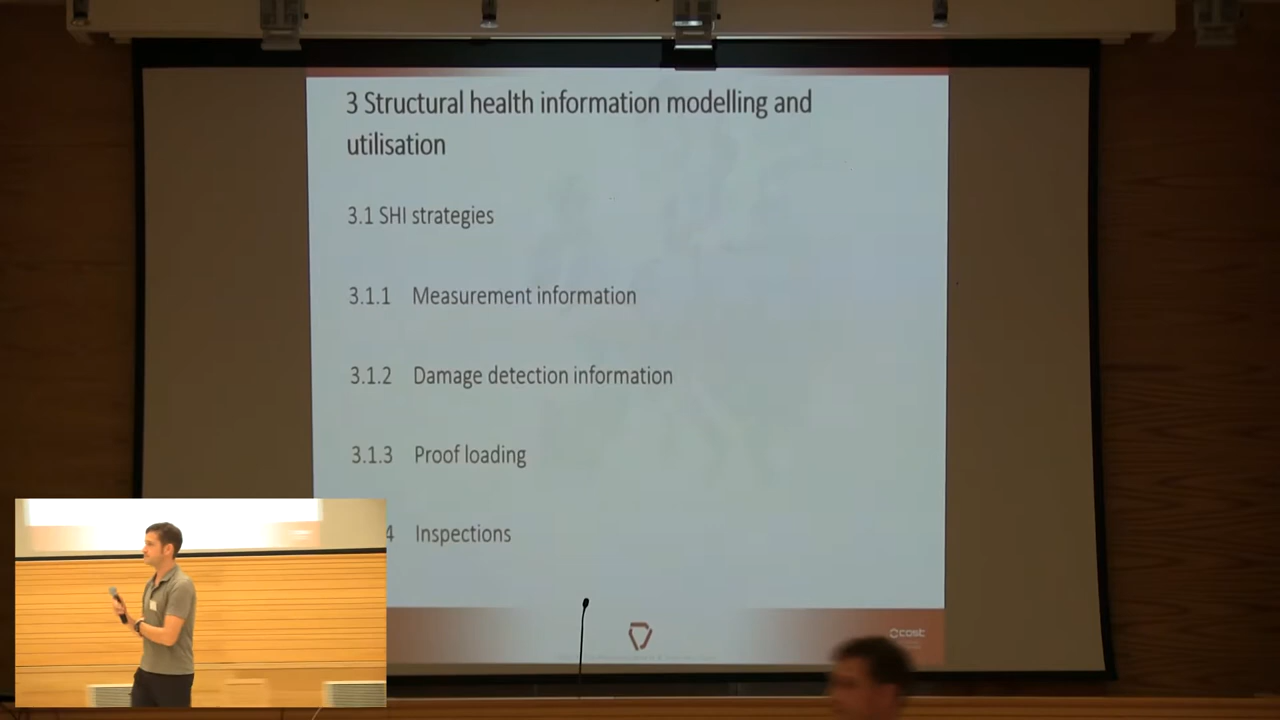 3 Structural health information modelling and
utilisation
3.1 SHI strategies
3.1.1 Measurement information
3.1.2 Damage detection information
3.1.3 Proof loading
4 Inspections
cost